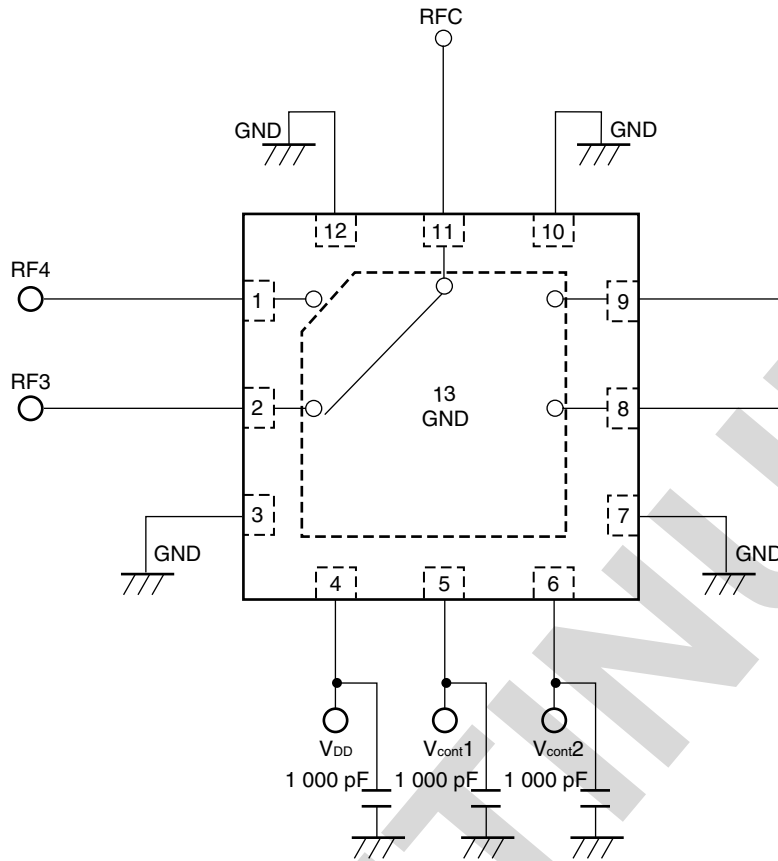 RFC
GND
GND
12
11
10
RF4
1
9
RF3
2
13
GND
8
3
7
GND
GND
4
5
6
VDD
Vcont1
Vcont2
1 000 pF
1 000 pF
1 000 pF